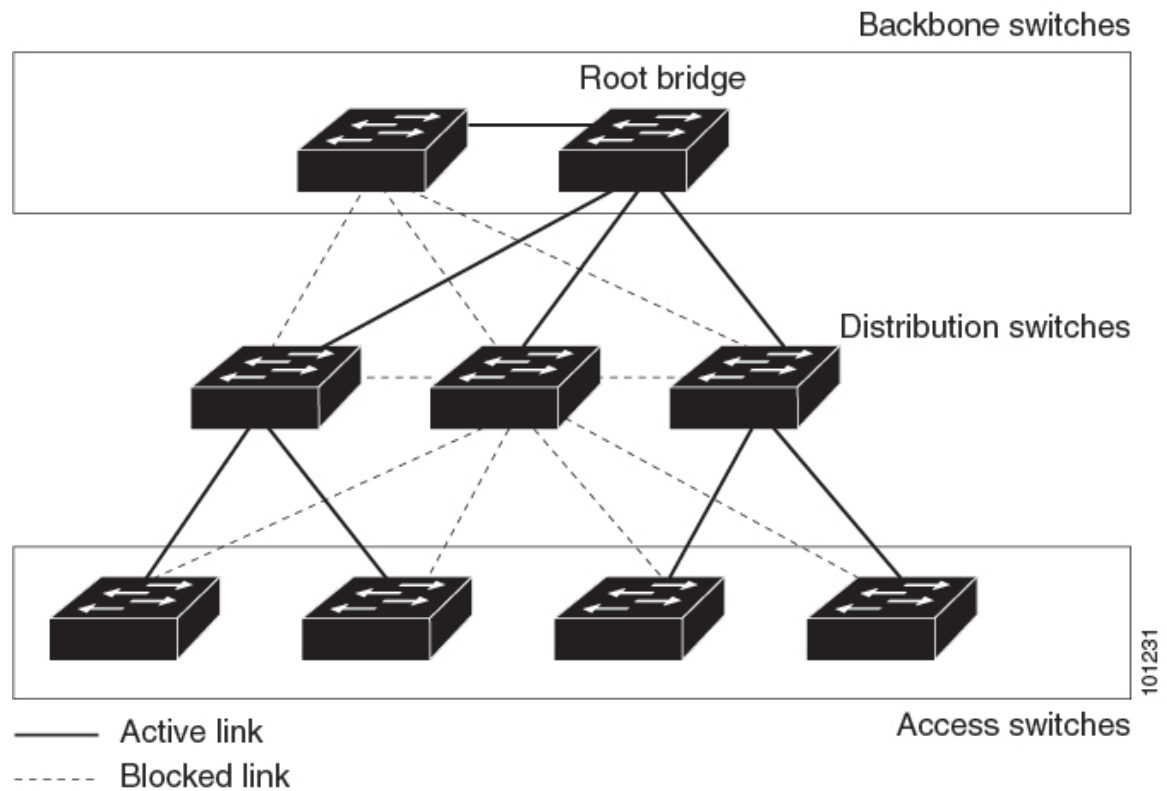 Backbone switches
Root bridge
Distribution switches
101231
Access switches
Active link
Blocked link